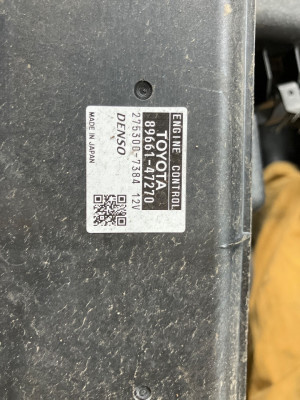 ENGINE CONTROL
TOYOTA
89661-47270
275300-7384 12V
DENSO
MADE IN JAPAN